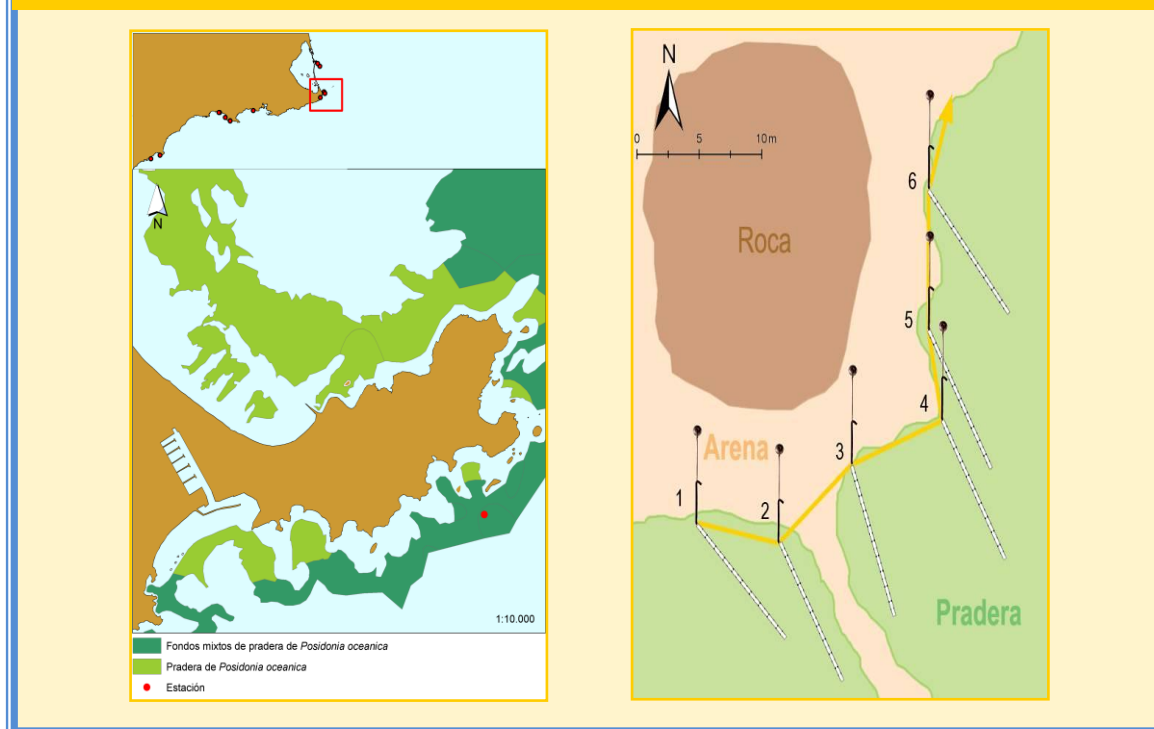 N
1:10.000
Fondos mixtos de pradera de Posidonia oceanica
Pradera de Posidonia oceanica
Estación
N
0 5 10m
Roca
Arena
Pradera
1
2
3
4
5
6